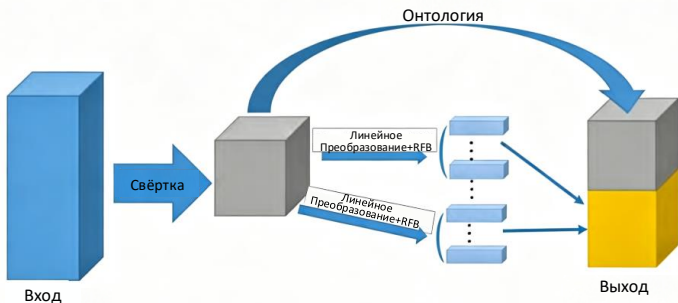 Онтология
Линейное
Преобразование+RFB
Свёртка
Линейное
Преобразование+RFB
Вход
Выход